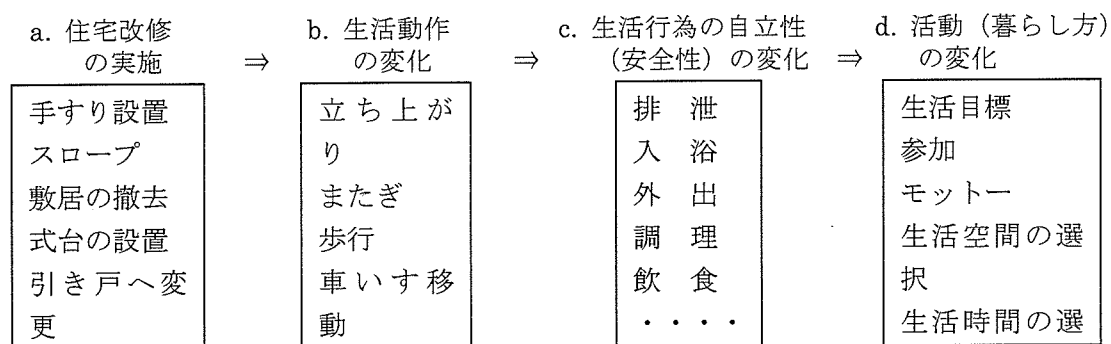 a. 住宅改修
の実施
⇒
b. 生活動作
の変化
⇒
c. 生活行為の自立性
(安全性)の変化
⇒
d. 活動(暮らし方)
の変化
手すり設置
スロープ
敷居の撤去
式台の設置
引き戸へ変
更
立ち上が
り
またぎ
歩行
車いす移
動
排 泄
入 浴
外 出
調 理
飲 食
・・・・
生活目標
参加
モットー
生活空間の選
択
生活時間の選